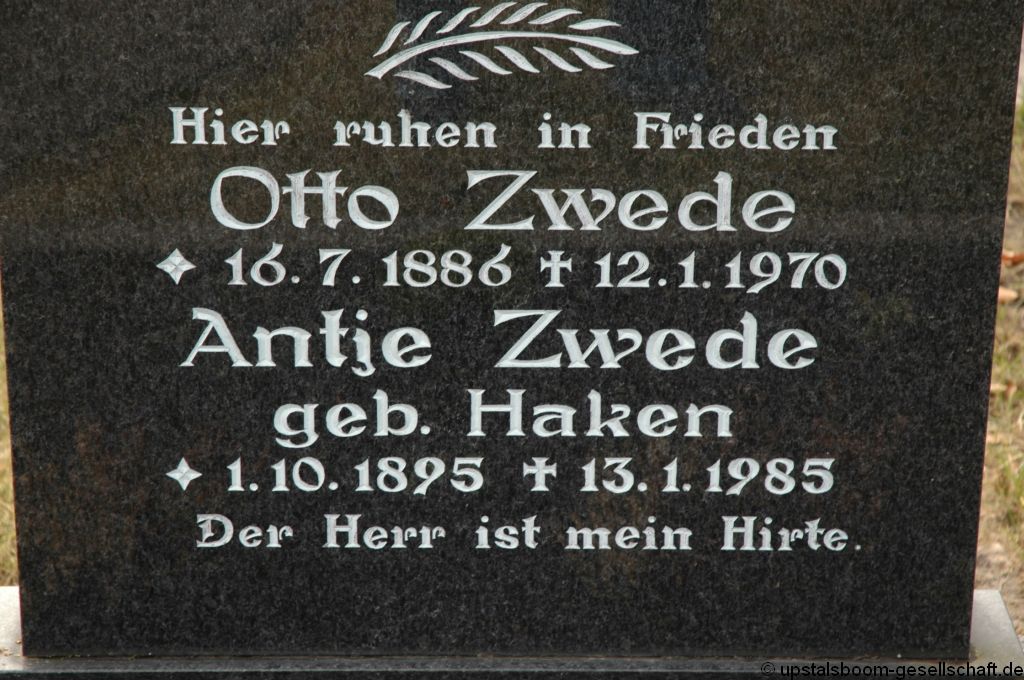 Hier ruhen in Frieden
Otto Zwede
16.7.1886 † 12.1.1970
Antje Zwede
geb. Haken
1.10.1895 † 13.1.1985
Der Herr ist mein Hirte.
© upstalsboom-gesellschaft.de